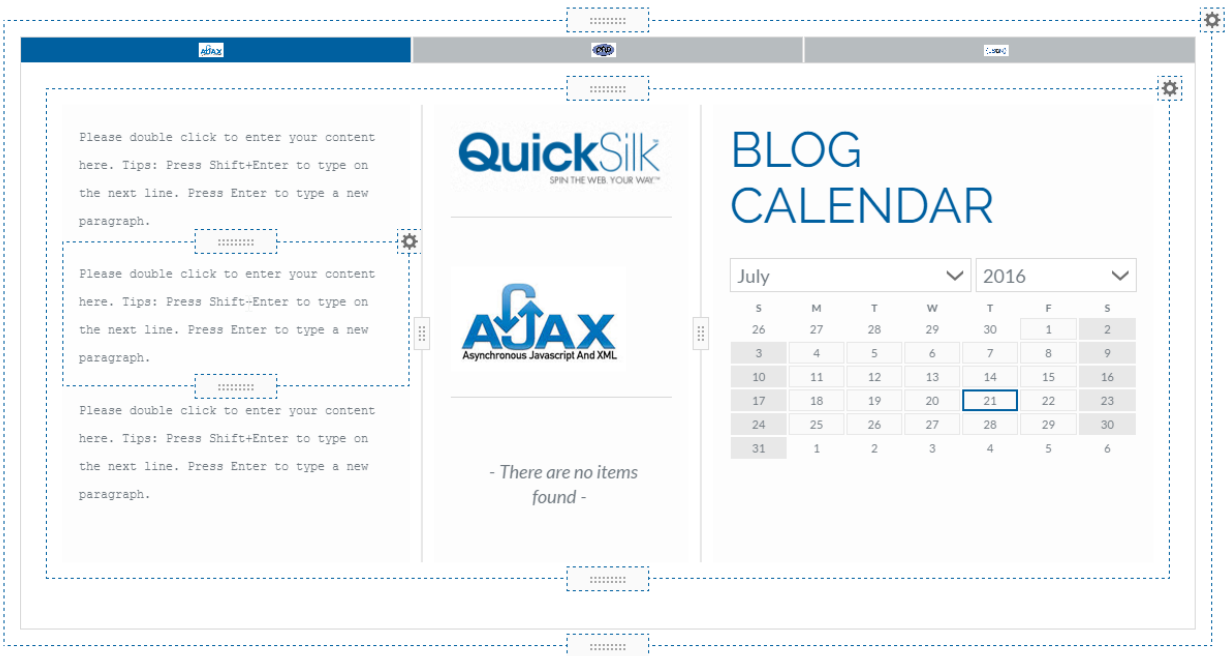 AJAX
php
Please double click to enter your content
here. Tips: Press Shift+Enter to type on
the next line. Press Enter to type a new
paragraph.
Please double click to enter your content
here. Tips: Press Shift-Enter to type on
the next line. Press Enter to type a new
paragraph.
Please double click to enter your content
here. Tips: Press Shift+Enter to type on
the next line. Press Enter to type a new
paragraph.
QuickSilk™
SPIN THE WEB. YOUR WAY.™
AJAX
Asynchronous Javascript And XML
- There are no items
found -
BLOG
CALENDAR
July 2016
S M T W T F S
26 27 28 29 30 1 2
3 4 5 6 7 8 9
10 11 12 13 14 15 16
17 18 19 20 21 22 23
24 25 26 27 28 29 30
31 1 2 3 4 5 6